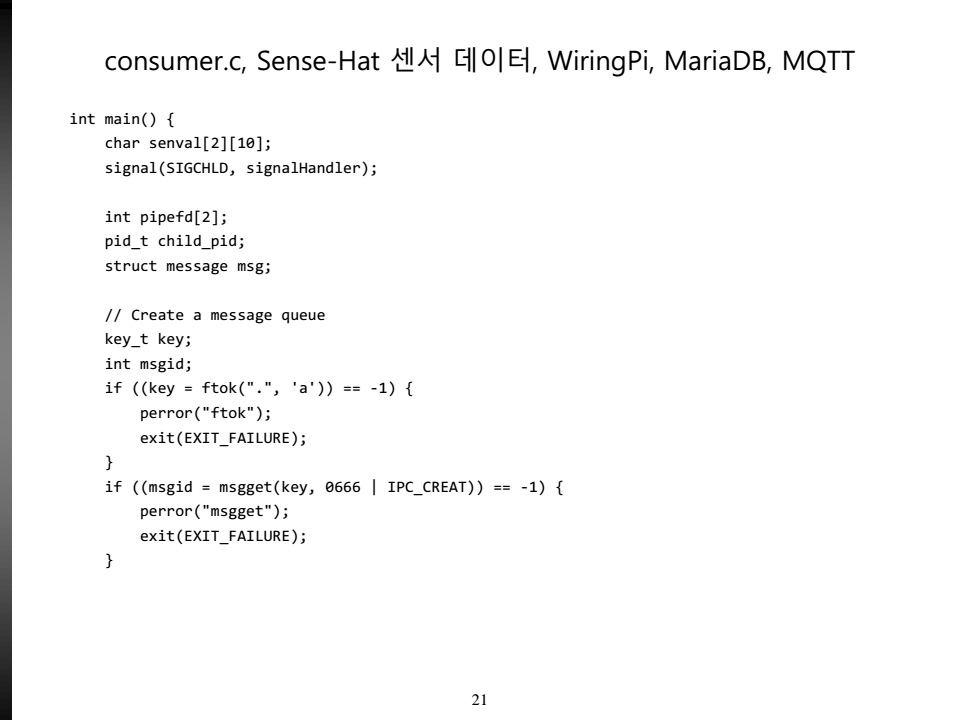 consumer.c, Sense-Hat 센서 데이터, WiringPi, MariaDB, MQTT
int main() {
    char senval[2][10];
    signal(SIGCHLD, signalHandler);

    int pipefd[2];
    pid_t child_pid;
    struct message msg;

    // Create a message queue
    key_t key;
    int msgid;
    if ((key = ftok(".", 'a')) == -1) {
        perror("ftok");
        exit(EXIT_FAILURE);
    }
    if ((msgid = msgget(key, 0666 | IPC_CREAT)) == -1) {
        perror("msgget");
        exit(EXIT_FAILURE);
    }
21